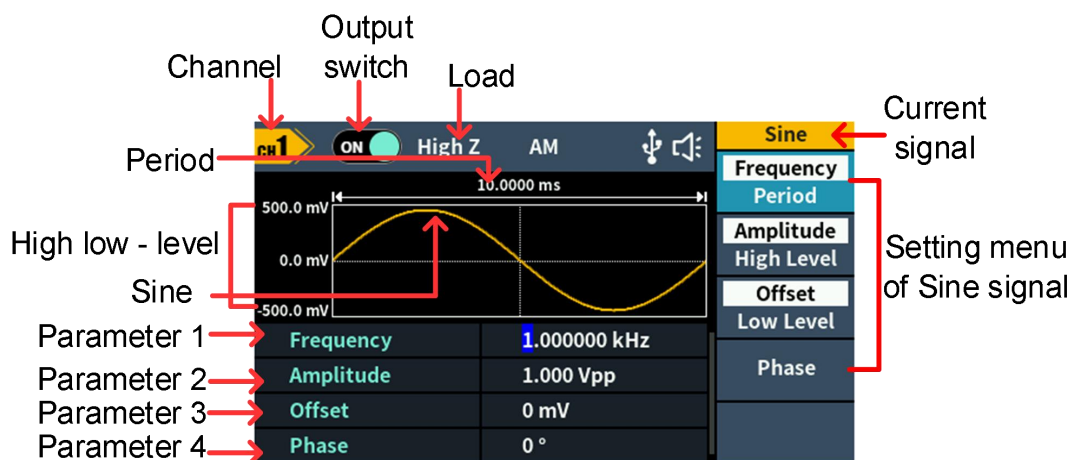 Output
switch
Channel
Load
Current
signal
CH1 ON High Z AM
Sine
Period
10.0000 ms
Frequency
Period
500.0 mV
High low - level
0.0 mV
Amplitude
High Level
Setting menu
of Sine signal
Sine
-500.0 mV
Offset
Low Level
Parameter 1
Frequency 1.000000 kHz
Phase
Parameter 2
Amplitude 1.000 Vpp
Parameter 3
Offset 0 mV
Parameter 4
Phase 0 °